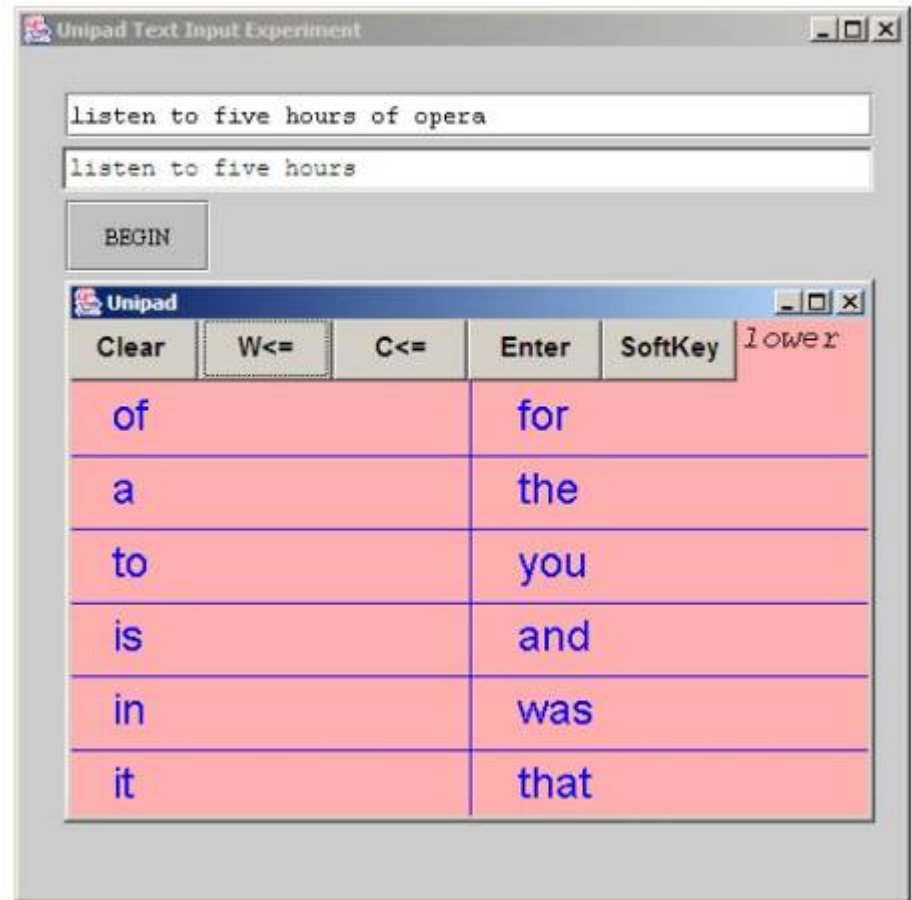 Unipad Text Input Experiment
listen to five hours of opera
listen to five hours
BEGIN
Unipad
Clear W<= C<= Enter SoftKey lower
of for
a the
to you
is and
in was
it that